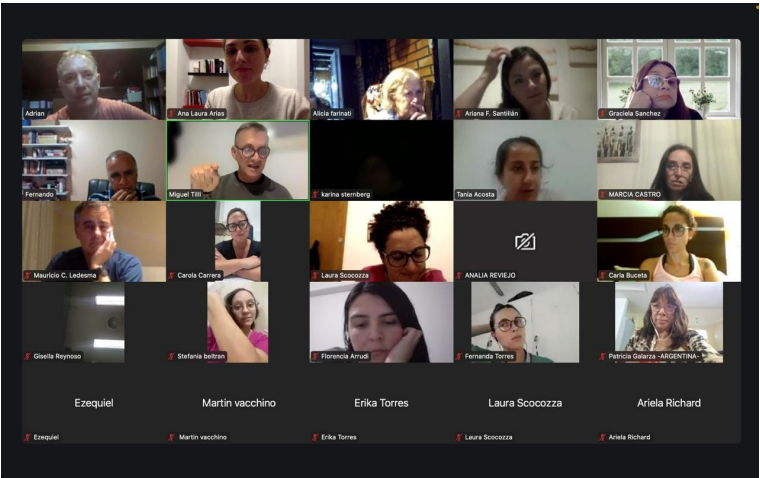 Adrian
Ana Laura Arias
Alicia farinati
Ariana F. Santillán
Graciela Sanchez
Fernando
Miguel Tilli
karina sternberg
Tania Acosta
MARCIA CASTRO
Mauricio C. Ledesma
Carola Carrera
Laura Scocozza
ANALIA REVIEJO
Carla Buceta
Gisella Reynoso
Stefania beltran
Florencia Arrudi
Fernanda Torres
Patricia Galarza -ARGENTINA-
Ezequiel
Martin vacchino
Erika Torres
Laura Scocozza
Ariela Richard
Ezequiel
Martin vacchino
Erika Torres
Laura Scocozza
Ariela Richard